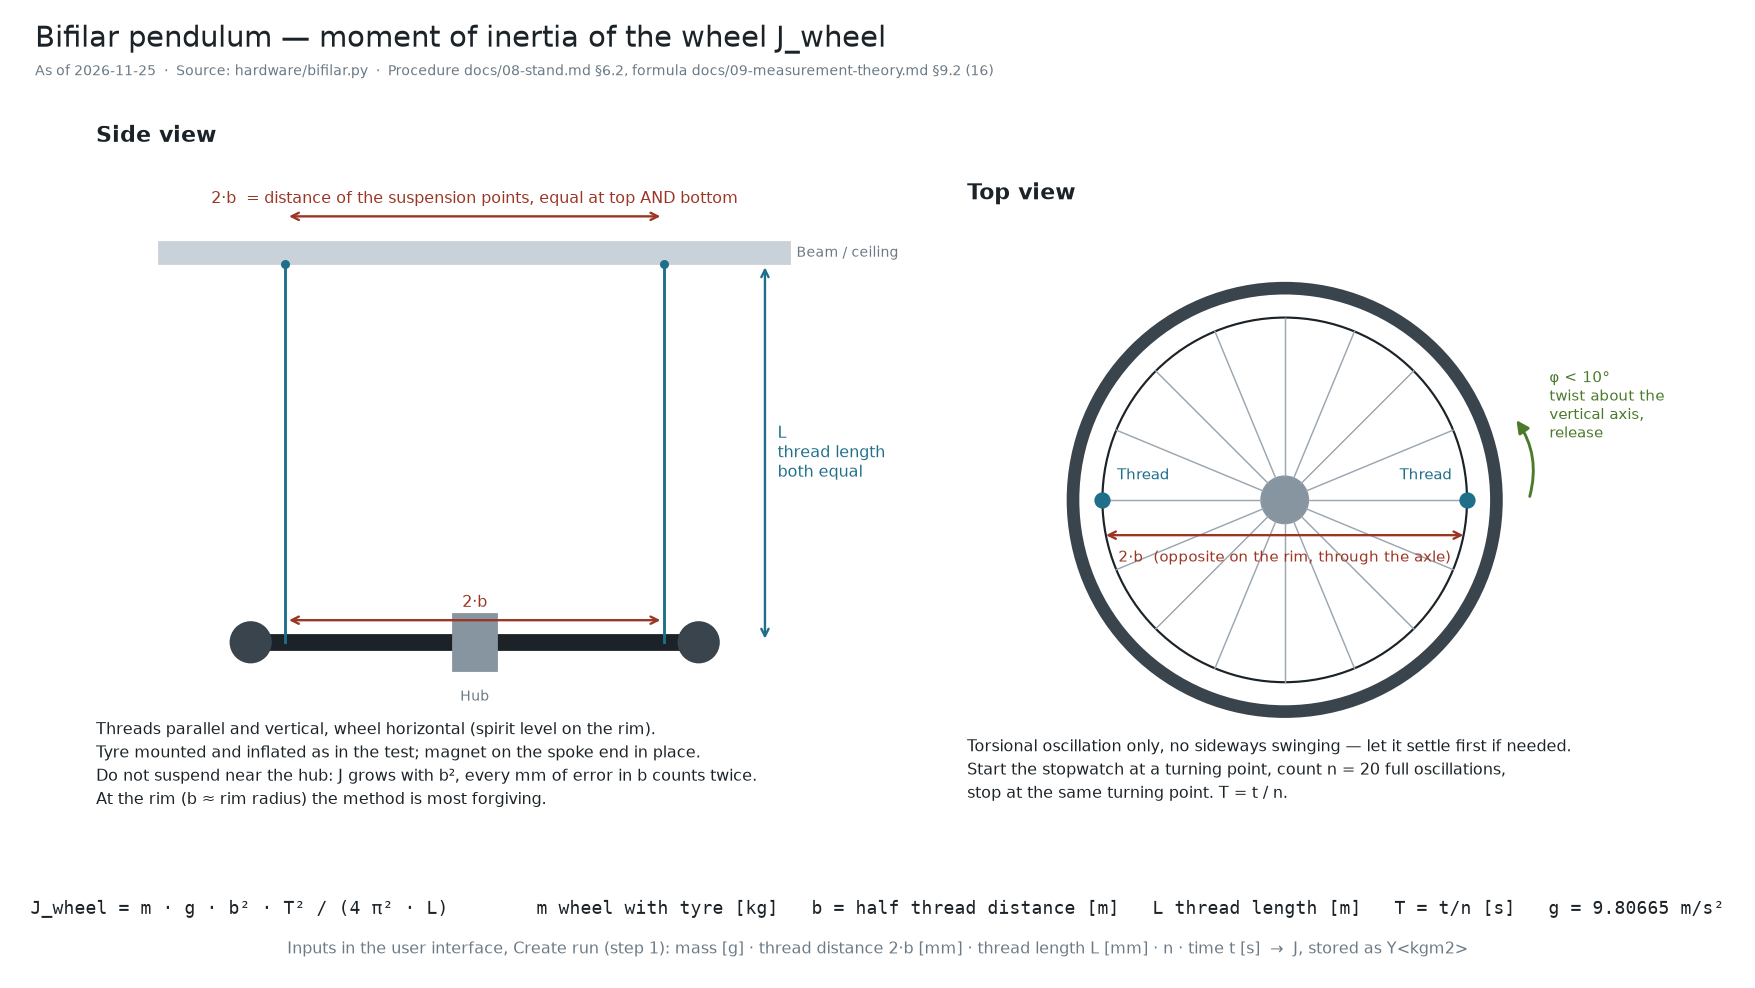 Bifilar pendulum — moment of inertia of the wheel J_wheel
As of 2026-11-25 · Source: hardware/bifilar.py · Procedure docs/08-stand.md §6.2, formula docs/09-measurement-theory.md §9.2 (16)
Side view
2·b = distance of the suspension points, equal at top AND bottom
Beam / ceiling
L
thread length
both equal
2·b
Hub
Threads parallel and vertical, wheel horizontal (spirit level on the rim).
Tyre mounted and inflated as in the test; magnet on the spoke end in place.
Do not suspend near the hub: J grows with b², every mm of error in b counts twice.
At the rim (b ≈ rim radius) the method is most forgiving.
Top view
φ < 10°
twist about the
vertical axis,
release
Thread
Thread
2·b (opposite on the rim, through the axle)
Torsional oscillation only, no sideways swinging — let it settle first if needed.
Start the stopwatch at a turning point, count n = 20 full oscillations,
stop at the same turning point. T = t / n.
J_wheel = m · g · b² · T² / (4 π² · L) m wheel with tyre [kg] b = half thread distance [m] L thread length [m] T = t/n [s] g = 9.80665 m/s²
Inputs in the user interface, Create run (step 1): mass [g] · thread distance 2·b [mm] · thread length L [mm] · n · time t [s] → J, stored as Y<kgm2>